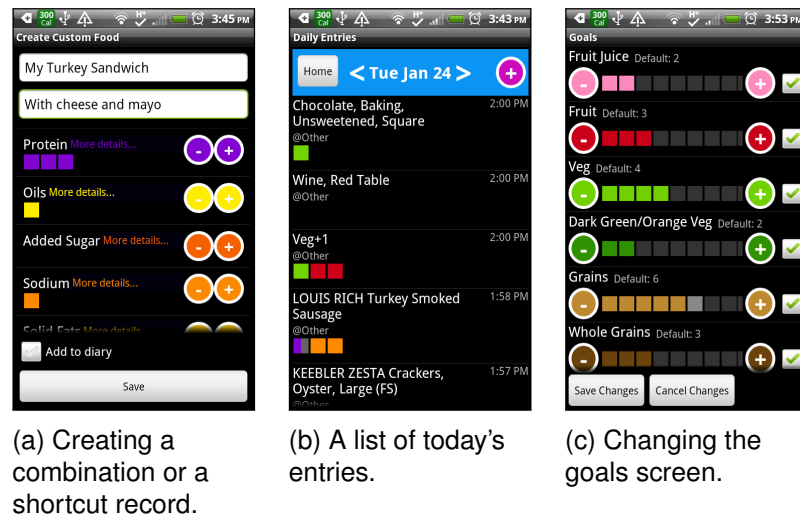 300
Cal
3:45 PM
Create Custom Food
My Turkey Sandwich
With cheese and mayo
Protein More details...
- +
Oils More details...
- +
Added Sugar More details...
- +
Sodium More details...
- +
Solid Fats More details...
Add to diary
Save
(a) Creating a
combination or a
shortcut record.
300
Cal
3:43 PM
Daily Entries
Home < Tue Jan 24 > +
Chocolate, Baking, 2:00 PM
Unsweetened, Square
@Other
Wine, Red Table 2:00 PM
@Other
Veg+1 2:00 PM
@Other
LOUIS RICH Turkey Smoked 1:58 PM
Sausage
@Other
KEEBLER ZESTA Crackers, 1:57 PM
Oyster, Large (FS)
@Other
(b) A list of today's
entries.
300
Cal
3:53 PM
Goals
Fruit Juice Default: 2
- +
Fruit Default: 3
- +
Veg Default: 4
- +
Dark Green/Orange Veg Default: 2
- +
Grains Default: 6
- +
Whole Grains Default: 3
- +
Save Changes Cancel Changes
(c) Changing the
goals screen.